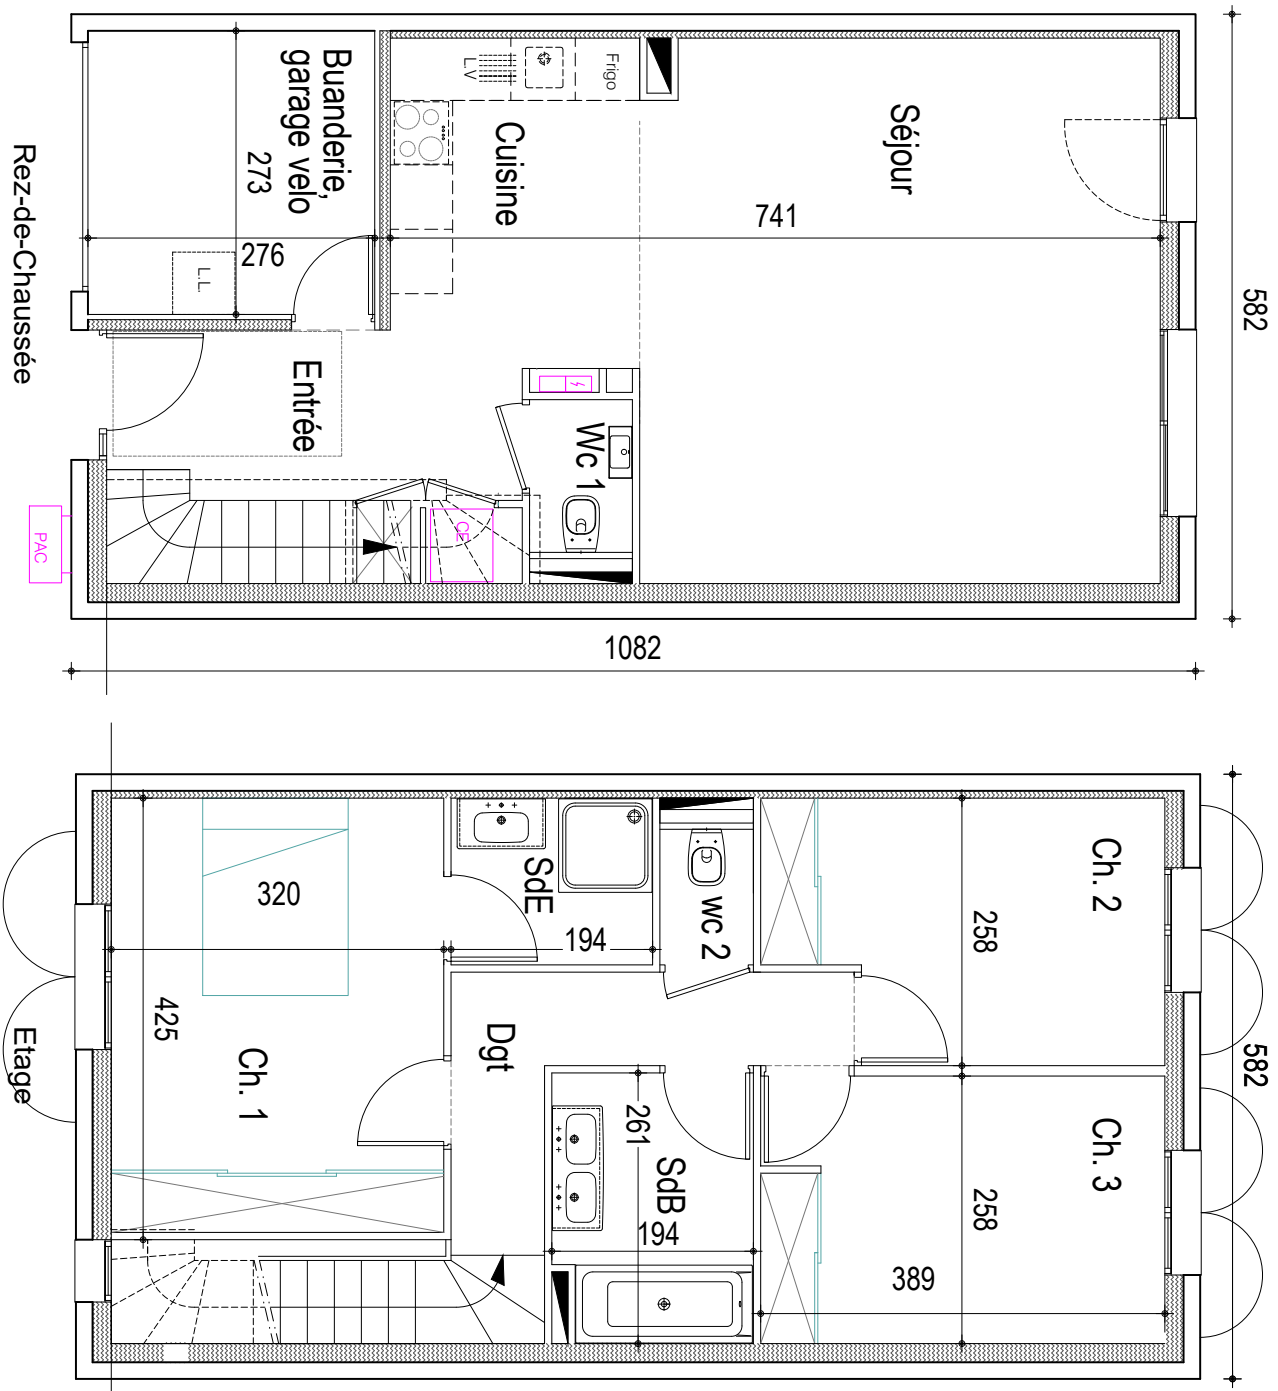 Buanderie,
garage velo
273
276
L.L.
Rez-de-Chaussée
Entrée
PAC
L.V
Frigo
Cuisine
Séjour
741
Wc 1
CE
582
1082
320
425
Ch. 1
Etage
SdE
194
wc 2
Dgt
261
SdB
194
Ch. 2
258
Ch. 3
258
389
582